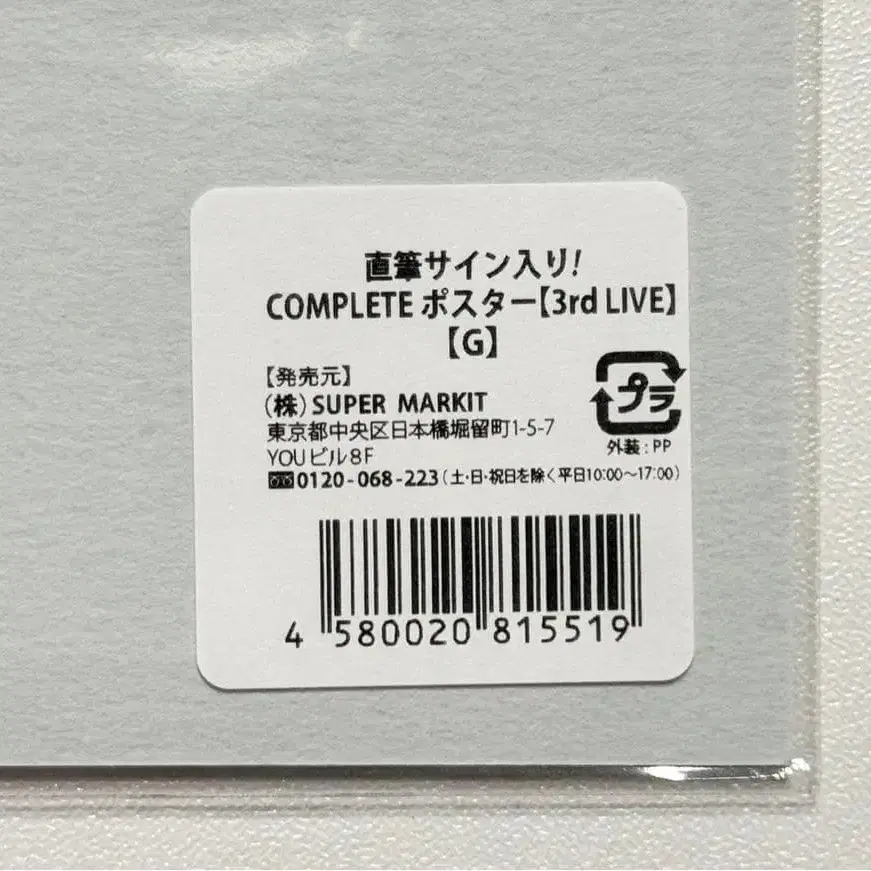 直筆サイン入り!
COMPLETE ポスター【3rd LIVE】
【G】
【発売元】
(株) SUPER MARKIT
東京都中央区日本橋堀留町1-5-7
YOUビル8F
0120-068-223(土・日・祝日を除く平日10:00～17:00)
プラ
外装:PP
4 580020 815519